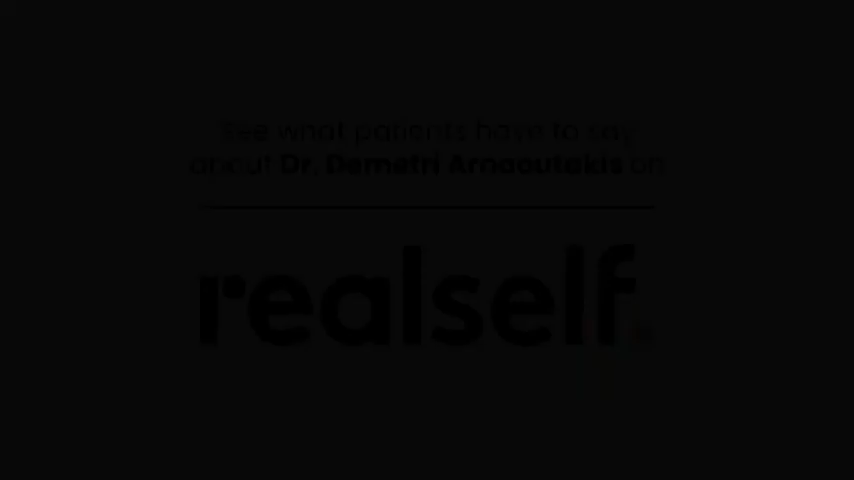 See what patients have to say
about Dr. Demetri Arnaoutakis on
realself.